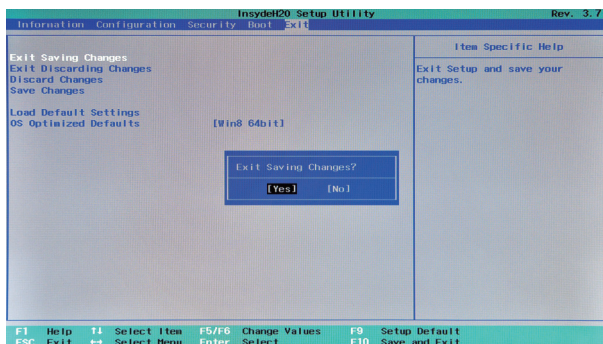 InsydeH20 Setup Utility Rev. 3.7
Information Configuration Security Boot Exit
Item Specific Help
Exit Saving Changes
Exit Discarding Changes
Discard Changes
Save Changes
Load Default Settings
OS Optimized Defaults [Win8 64bit]
Exit Setup and save your
changes.
Exit Saving Changes?
[Yes] [No]
F1 Help ↑↓ Select Item F5/F6 Change Values F9 Setup Default
ESC Exit ↔ Select Menu Enter Select F10 Save and Exit